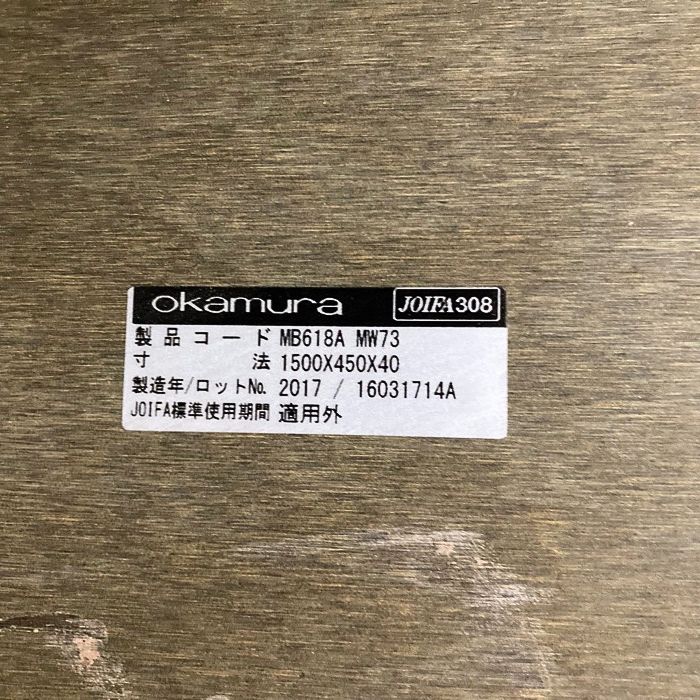 okamura JOIFA308
製品コード MB618A MW73
寸法 1500X450X40
製造年/ロットNo. 2017 / 16031714A
JOIFA標準使用期間 適用外